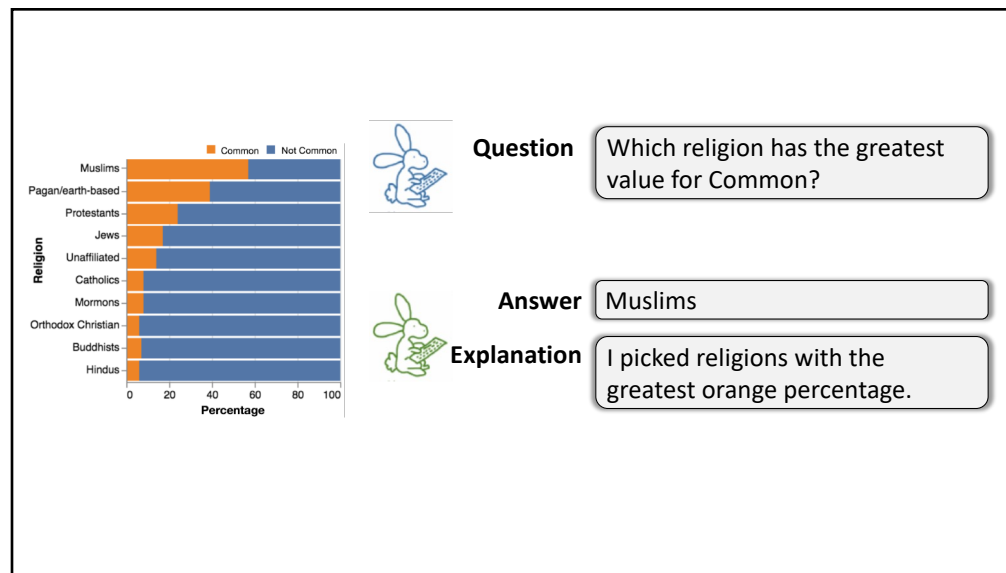 Common Not Common
Religion
Muslims
Pagan/earth-based
Protestants
Jews
Unaffiliated
Catholics
Mormons
Orthodox Christian
Buddhists
Hindus
0 20 40 60 80 100
Percentage
Question
Which religion has the greatest
value for Common?
Answer
Muslims
Explanation
I picked religions with the
greatest orange percentage.